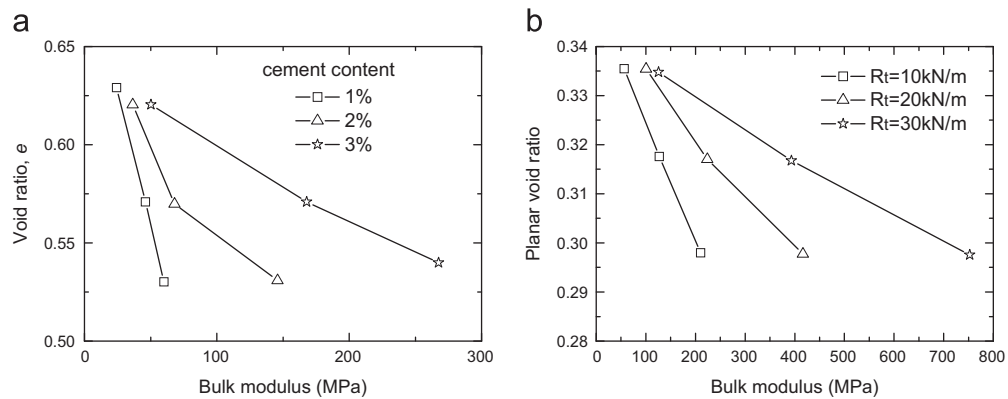 a
0.65
0.60
0.55
0.50
Void ratio, e
cement content
1%
2%
3%
0 100 200 300
Bulk modulus (MPa)
b
0.34
0.33
0.32
0.31
0.30
0.29
0.28
Planar void ratio
Rt=10kN/m
Rt=20kN/m
Rt=30kN/m
0 100 200 300 400 500 600 700 800
Bulk modulus (MPa)